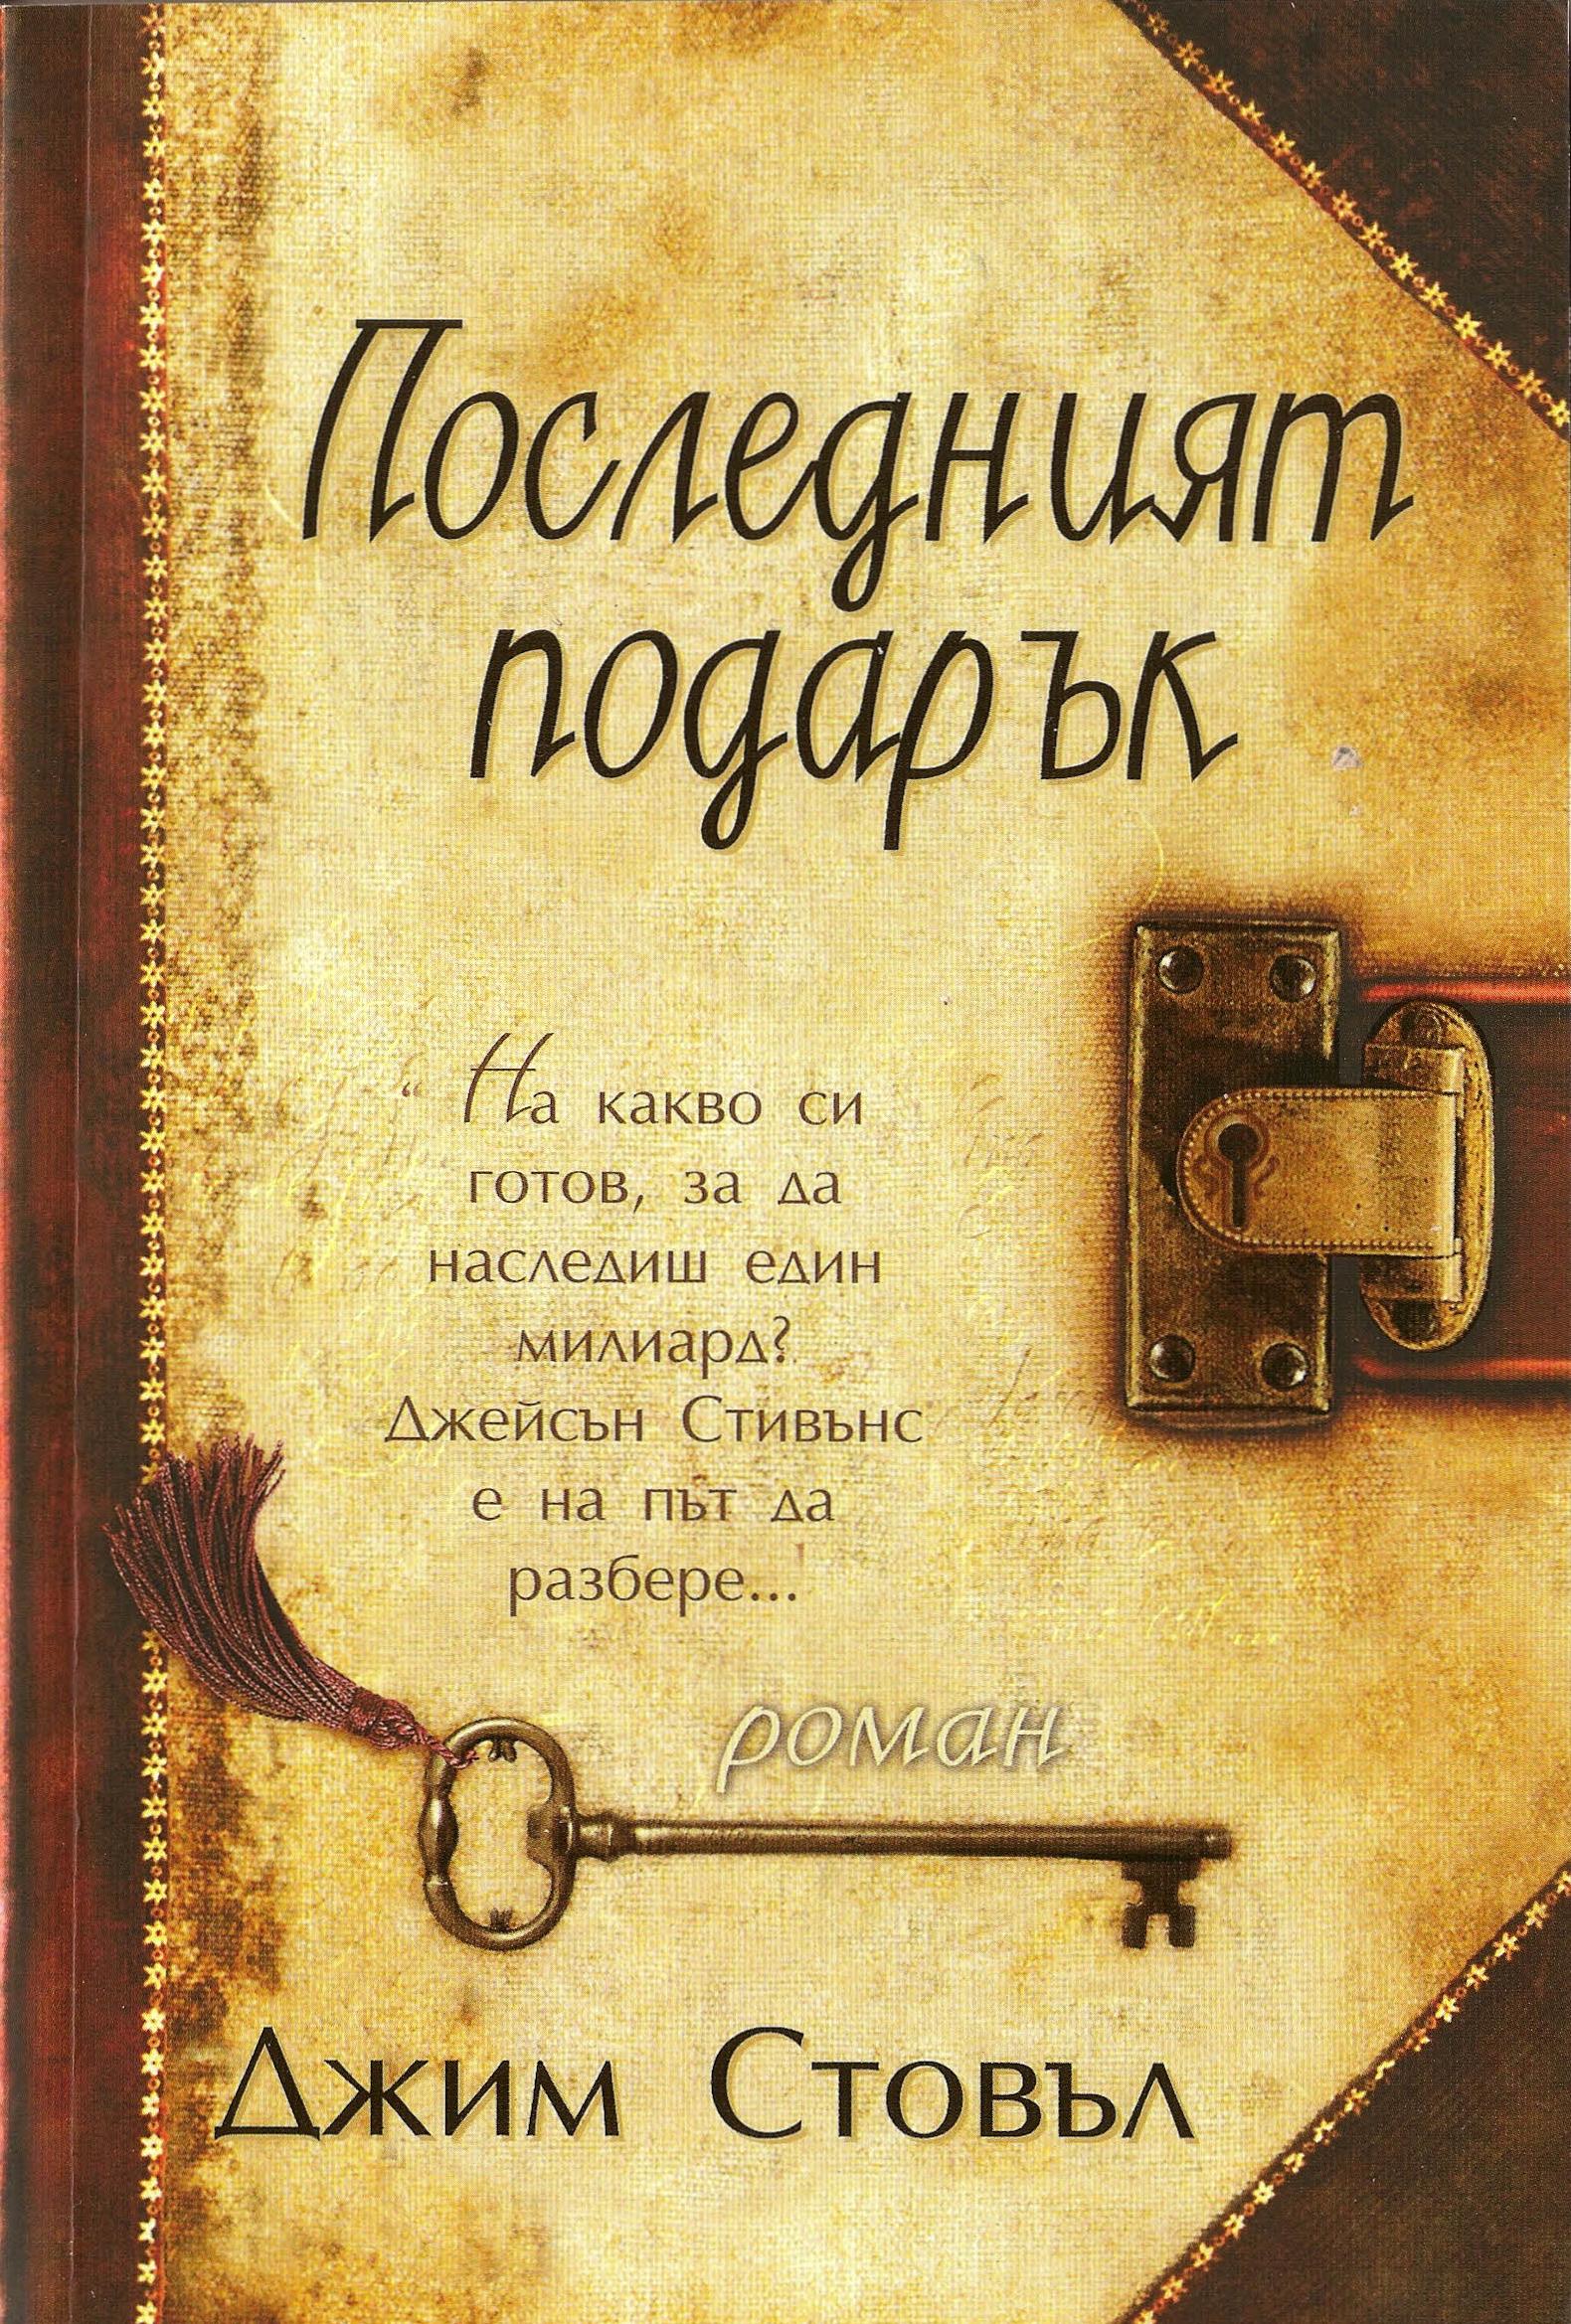 Последният
подарък
“ На какво си
готов, за да
наследиш един
милиард?
Джейсън Стивънс
е на път да
разбере...
роман
Джим Стовъл